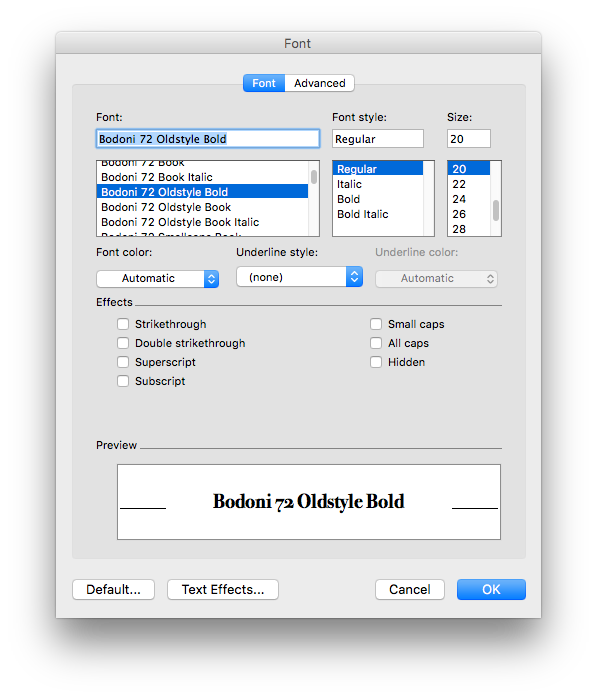 Font
Font Advanced
Font: Font style: Size:
Bodoni 72 Oldstyle Bold Regular 20
Bodoni 72 Book Regular 20
Bodoni 72 Book Italic Italic 22
Bodoni 72 Oldstyle Bold Bold 24
Bodoni 72 Oldstyle Book Bold Italic 26
Bodoni 72 Oldstyle Book Italic 28
Bodoni 72 Smallcaps Book
Font color: Underline style: Underline color:
Automatic (none) Automatic
Effects
Strikethrough Small caps
Double strikethrough All caps
Superscript Hidden
Subscript
Preview
Bodoni 72 Oldstyle Bold
Default... Text Effects... Cancel OK